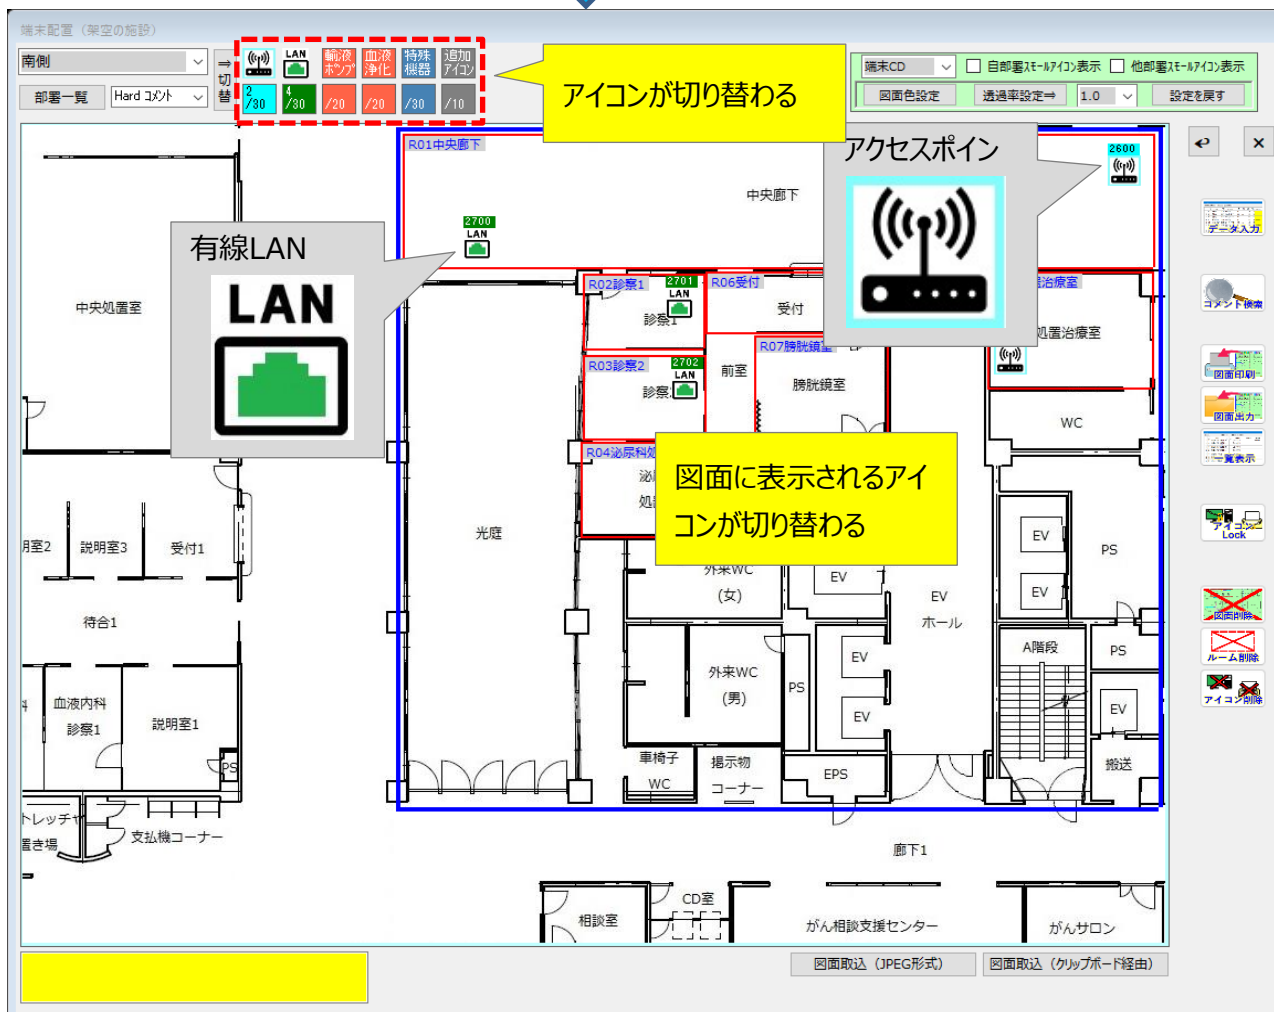 端末配置（架空の施設）
南側
⇒切替
部署一覧
Hard コメント
LAN
輸液ポンプ
血液浄化
特殊機器
追加アイコン
2/30
4/30
/20
/20
/30
/10
アイコンが切り替わる
端末CD
自部署スモールアイコン表示
他部署スモールアイコン表示
図面色設定
透過率設定⇒
1.0
設定を戻す
R01中央廊下
アクセスポイン
2600
中央廊下
2700
LAN
有線LAN
LAN
データ入力
中央処置室
R02診察1
2701
LAN
診察1
R06受付
受付
治療室
処置治療室
コメント検索
R03診察2
2702
LAN
診察
前室
R07膀胱鏡室
膀胱鏡室
図面印刷
WC
図面出力
R04泌尿科処
泌
処
図面に表示されるアイ
コンが切り替わる
一覧表示
光庭
月室2
説明室3
受付1
EV
PS
アイコン
Lock
外来WC
(女)
EV
EV
EV
ホール
図面削除
待合1
A階段
PS
ルーム削除
外来WC
(男)
PS
EV
血液内科
診察1
説明室1
EV
EV
アイコン削除
PS
車椅子
WC
掲示物
コーナー
EPS
搬送
トレッチャ
置き場
支払機コーナー
廊下1
相談室
CD室
がん相談支援センター
がんサロン
図面取込（JPEG形式）
図面取込（クリップボード経由）